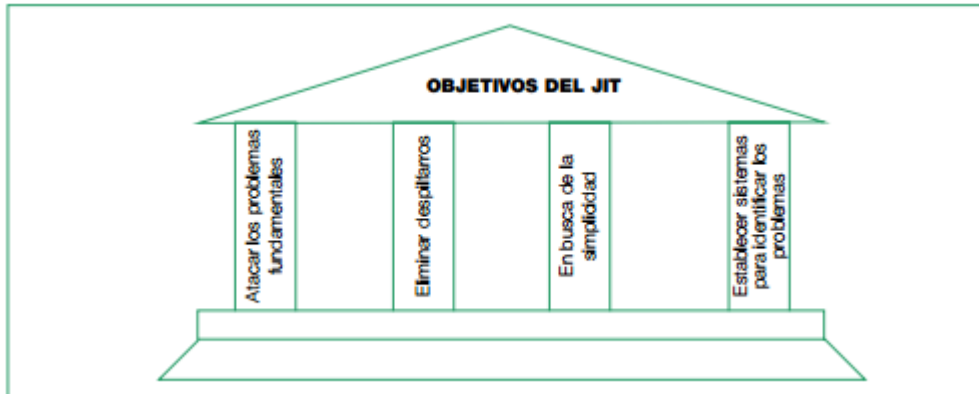 OBJETIVOS DEL JIT
Atacar los problemas
fundamentales
Eliminar despilfarros
En busca de la
simplicidad
Establecer sistemas
para identificar los
problemas